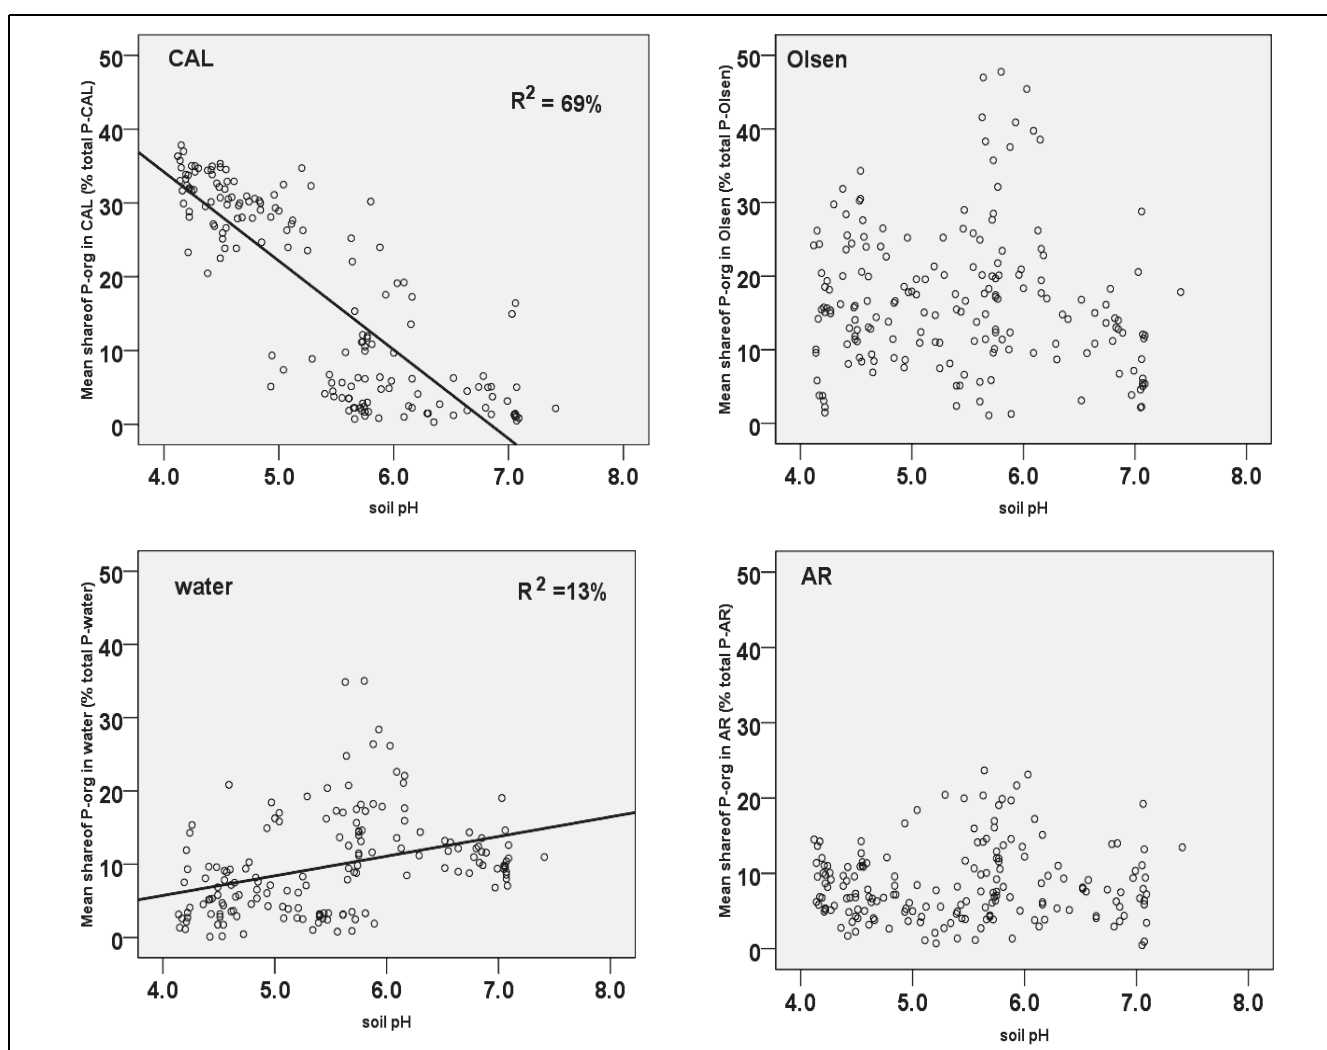 CAL
R² = 69%
Mean shareof P-org in CAL (% total P-CAL)
50
40
30
20
10
0
4.0 5.0 6.0 7.0 8.0
soil pH
Olsen
Mean shareof P-org in Olsen (% total P-Olsen)
50
40
30
20
10
0
4.0 5.0 6.0 7.0 8.0
soil pH
water
R² =13%
Mean shareof P-org in water (% total P-water)
50
40
30
20
10
0
4.0 5.0 6.0 7.0 8.0
soil pH
AR
Mean shareof P-org in AR (% total P-AR)
50
40
30
20
10
0
4.0 5.0 6.0 7.0 8.0
soil pH